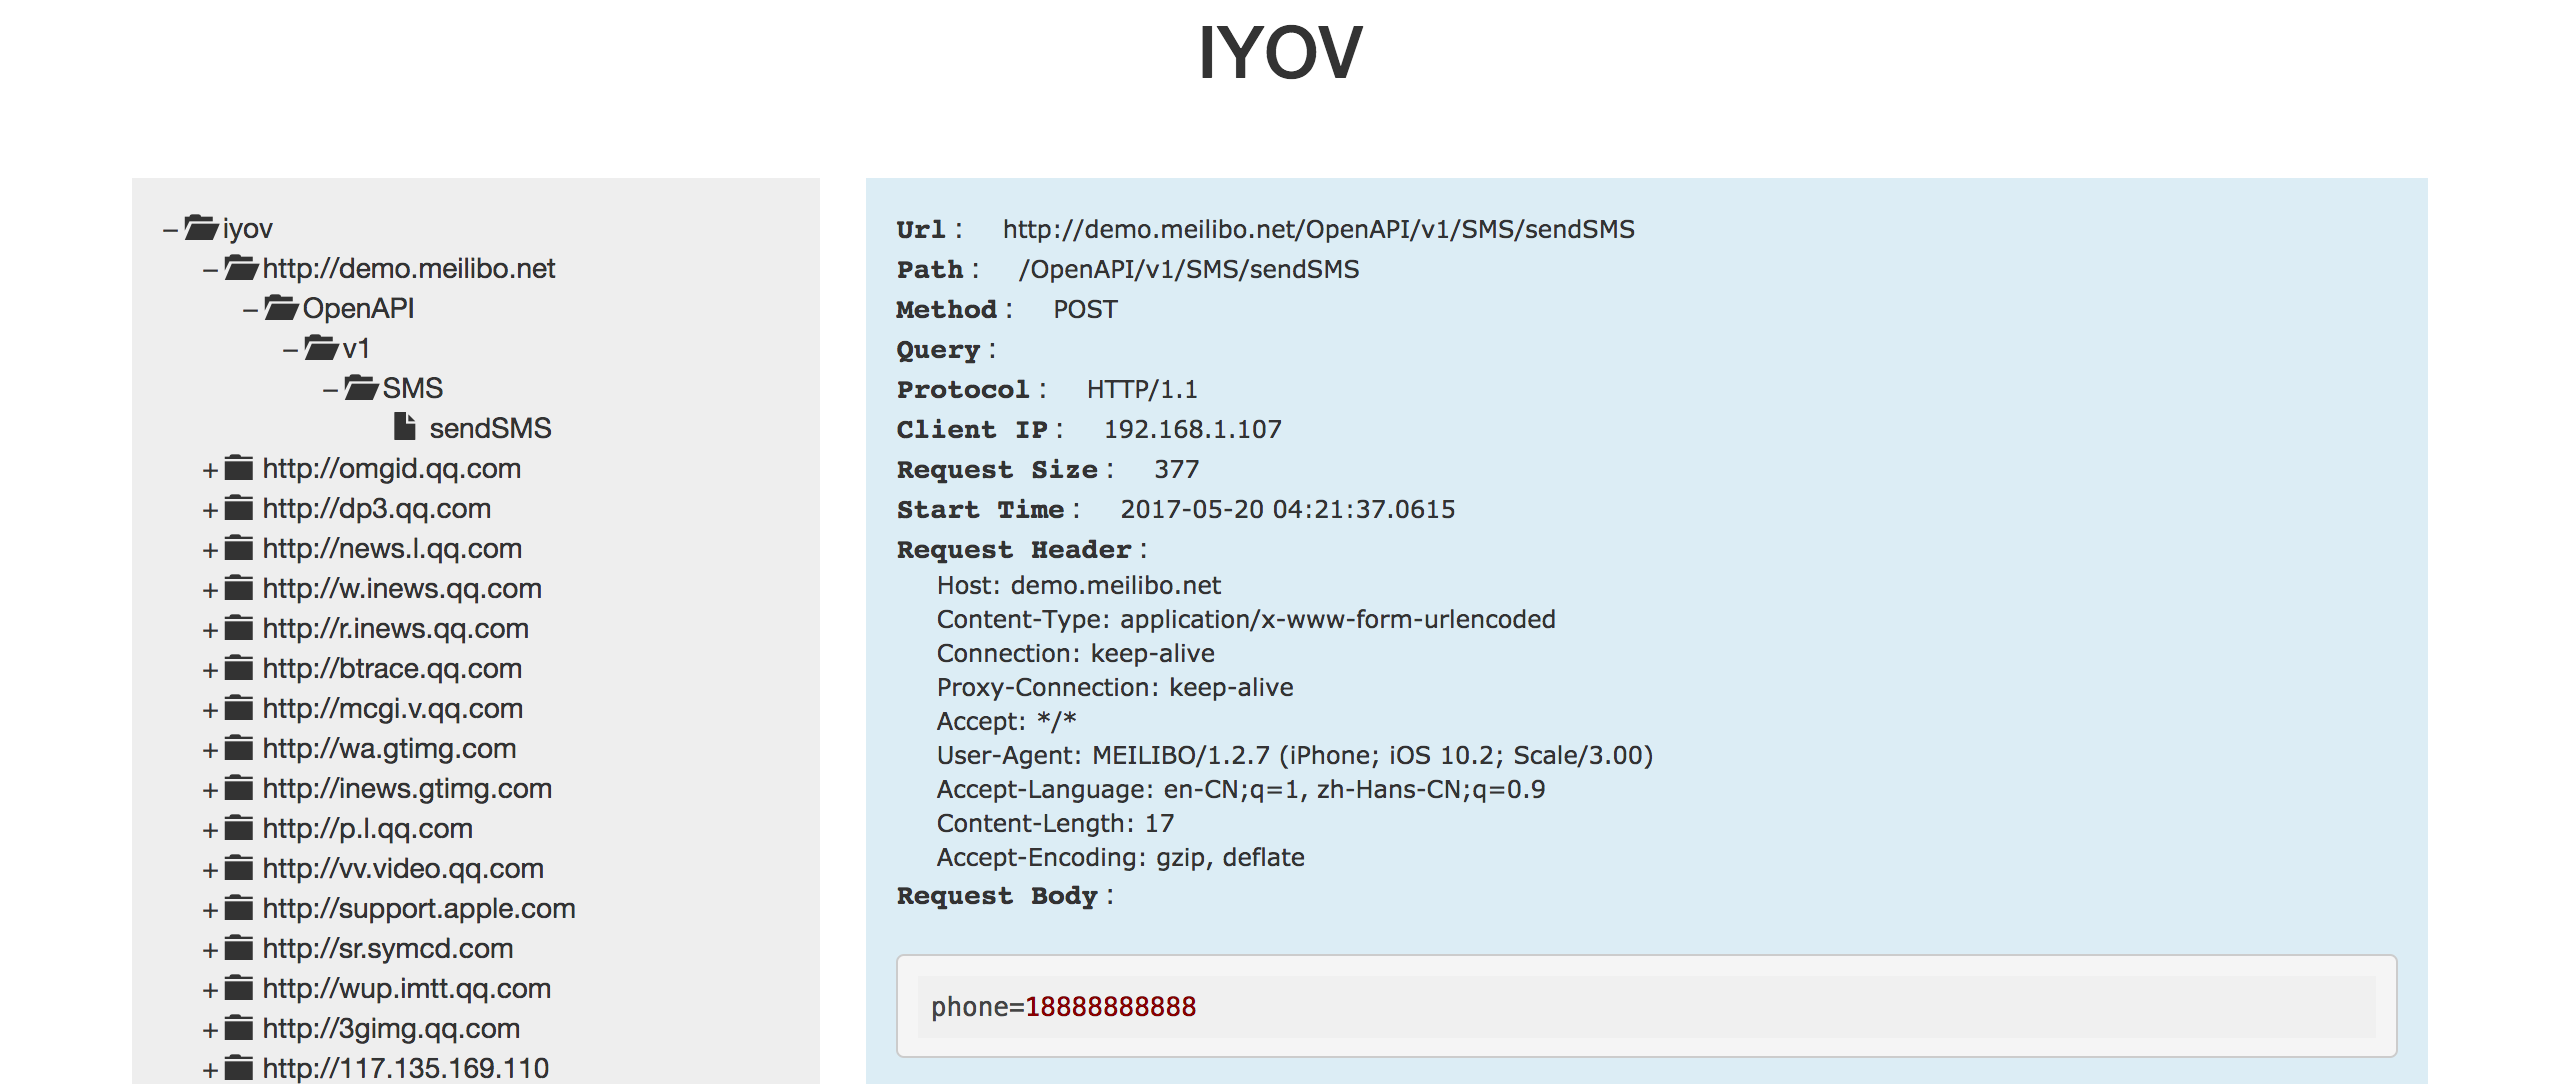 IYOV
– iyov
– http://demo.meilibo.net
– OpenAPI
– v1
– SMS
sendSMS
+ http://omgid.qq.com
+ http://dp3.qq.com
+ http://news.l.qq.com
+ http://w.inews.qq.com
+ http://r.inews.qq.com
+ http://btrace.qq.com
+ http://mcgi.v.qq.com
+ http://wa.gtimg.com
+ http://inews.gtimg.com
+ http://p.l.qq.com
+ http://vv.video.qq.com
+ http://support.apple.com
+ http://sr.symcd.com
+ http://wup.imtt.qq.com
+ http://3gimg.qq.com
+ http://117.135.169.110
Url : http://demo.meilibo.net/OpenAPI/v1/SMS/sendSMS
Path : /OpenAPI/v1/SMS/sendSMS
Method : POST
Query :
Protocol : HTTP/1.1
Client IP : 192.168.1.107
Request Size : 377
Start Time : 2017-05-20 04:21:37.0615
Request Header :
Host: demo.meilibo.net
Content-Type: application/x-www-form-urlencoded
Connection: keep-alive
Proxy-Connection: keep-alive
Accept: */*
User-Agent: MEILIBO/1.2.7 (iPhone; iOS 10.2; Scale/3.00)
Accept-Language: en-CN;q=1, zh-Hans-CN;q=0.9
Content-Length: 17
Accept-Encoding: gzip, deflate
Request Body :
phone=18888888888